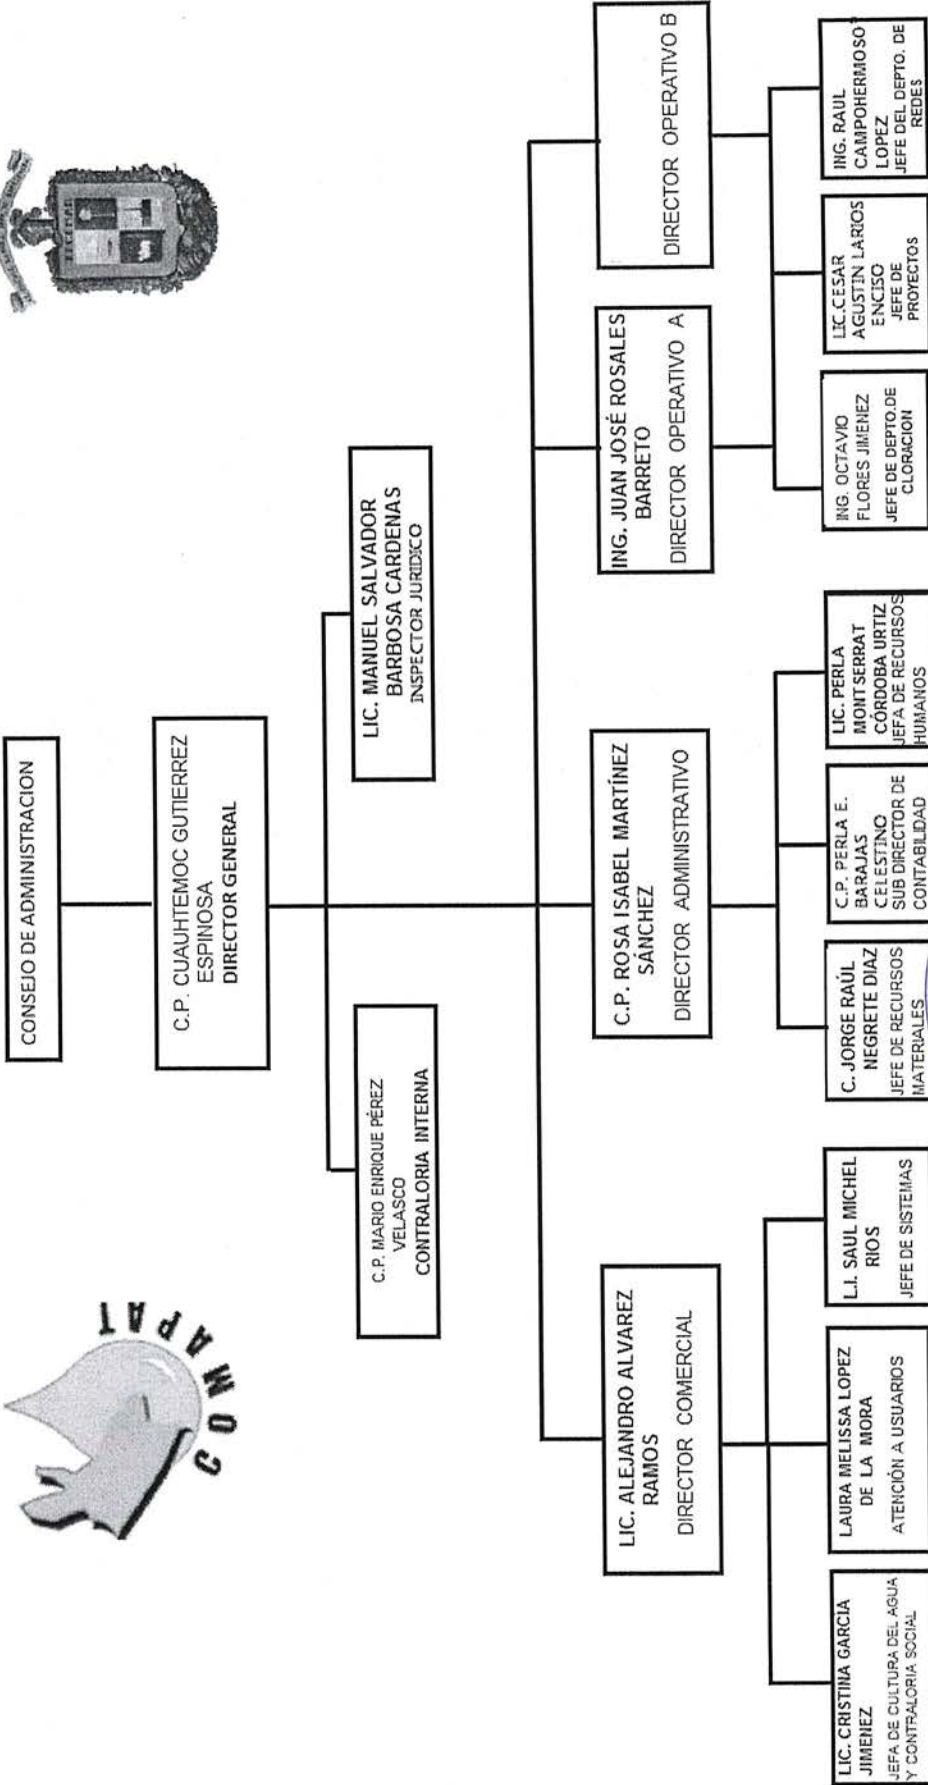 COMAPAT
TECOMAN
CONSEJO DE ADMINISTRACION
C.P. CUAUHTEMOC GUTIERREZ
ESPINOSA
DIRECTOR GENERAL
C.P. MARIO ENRIQUE PÉREZ
VELASCO
CONTRALORIA INTERNA
LIC. MANUEL SALVADOR
BARBOSA CARDENAS
INSPECTOR JURIDICO
LIC. ALEJANDRO ALVAREZ
RAMOS
DIRECTOR COMERCIAL
C.P. ROSA ISABEL MARTÍNEZ
SÁNCHEZ
DIRECTOR ADMINISTRATIVO
ING. JUAN JOSÉ ROSALES
BARRETO
DIRECTOR OPERATIVO A
DIRECTOR OPERATIVO B
LIC. CRISTINA GARCIA
JIMENEZ
JEFA DE CULTURA DEL AGUA
Y CONTRALORIA SOCIAL
LAURA MELISSA LOPEZ
DE LA MORA
ATENCIÓN A USUARIOS
L.I. SAUL MICHEL
RIOS
JEFE DE SISTEMAS
C. JORGE RAÚL
NEGRETE DIAZ
JEFE DE RECURSOS
MATERIALES
C.P. PERLA E.
BARAJAS
CELESTINO
SUB DIRECTOR DE
CONTABILIDAD
LIC. PERLA
MONTSERRAT
CÓRDOBA URTIZ
JEFA DE RECURSOS
HUMANOS
ING. OCTAVIO
FLORES JIMENEZ
JEFE DE DEPTO.DE
CLORACION
LIC.CESAR
AGUSTIN LARIOS
ENCISO
JEFE DE
PROYECTOS
ING. RAUL
CAMPOHERMOSO
LOPEZ
JEFE DEL DEPTO. DE
REDES